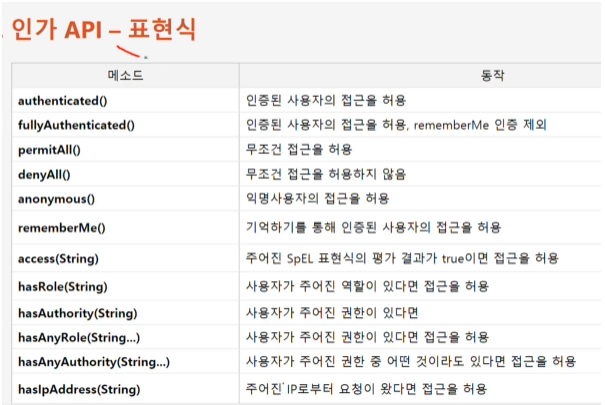 인가 API – 표현식
메소드 동작
authenticated() 인증된 사용자의 접근을 허용
fullyAuthenticated() 인증된 사용자의 접근을 허용, rememberMe 인증 제외
permitAll() 무조건 접근을 허용
denyAll() 무조건 접근을 허용하지 않음
anonymous() 익명사용자의 접근을 허용
rememberMe() 기억하기를 통해 인증된 사용자의 접근을 허용
access(String) 주어진 SpEL 표현식의 평가 결과가 true이면 접근을 허용
hasRole(String) 사용자가 주어진 역할이 있다면 접근을 허용
hasAuthority(String) 사용자가 주어진 권한이 있다면
hasAnyRole(String...) 사용자가 주어진 권한이 있다면 접근을 허용
hasAnyAuthority(String...) 사용자가 주어진 권한 중 어떤 것이라도 있다면 접근을 허용
hasIpAddress(String) 주어진 IP로부터 요청이 왔다면 접근을 허용